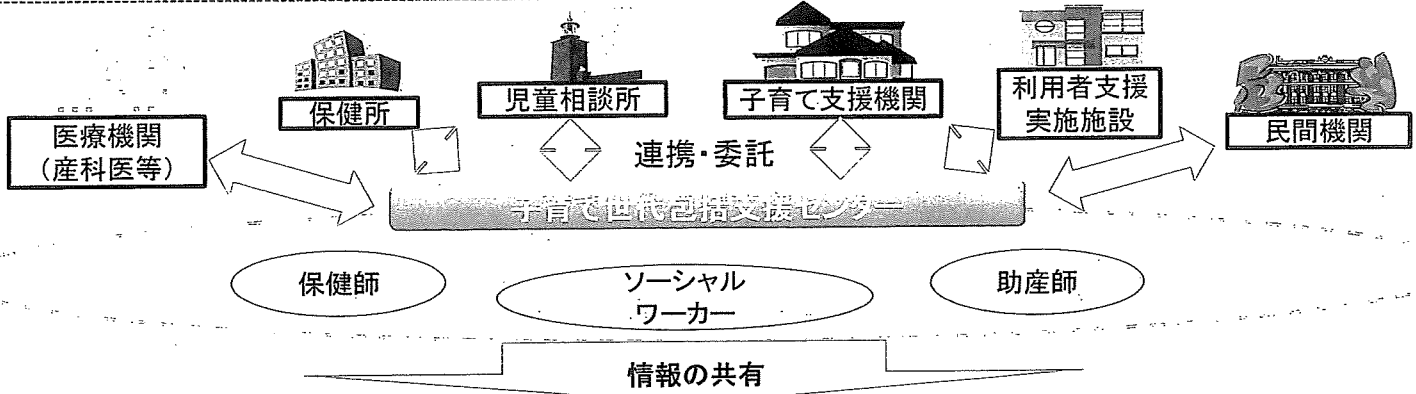 保健所
児童相談所
子育て支援機関
利用者支援
実施施設
医療機関
（産科医等）
民間機関
連携・委託
子育て世代包括支援センター
保健師
ソーシャル
ワーカー
助産師
情報の共有